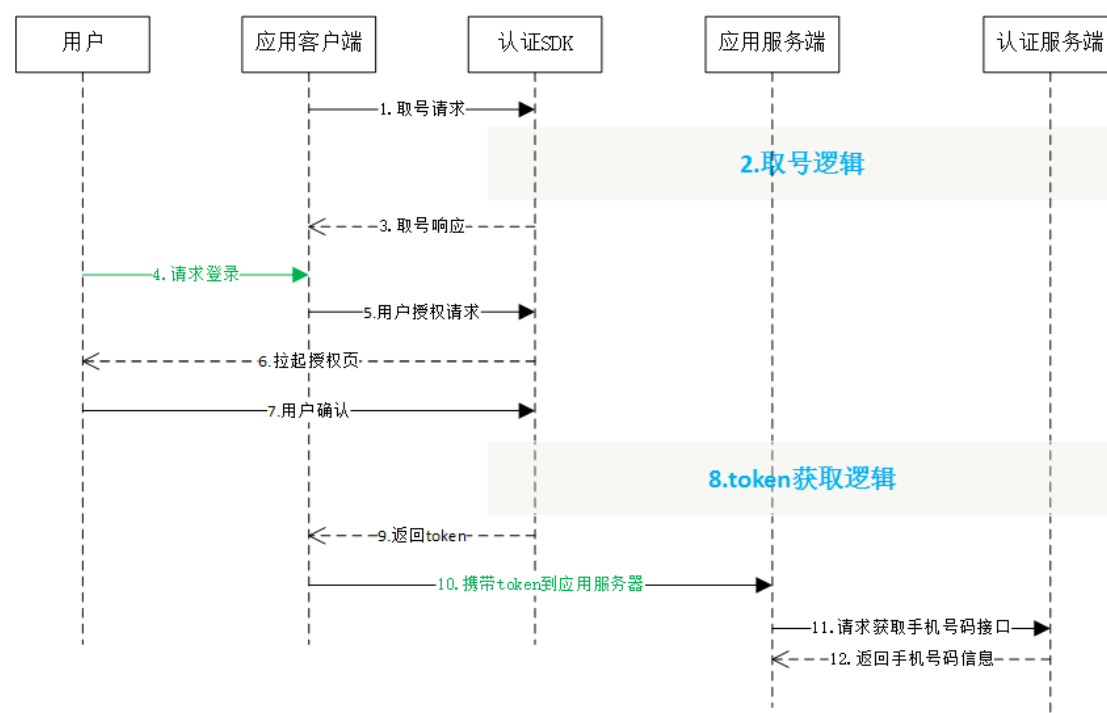 用户
应用客户端
认证SDK
应用服务端
认证服务端
1.取号请求
2.取号逻辑
3.取号响应
4.请求登录
5.用户授权请求
6.拉起授权页
7.用户确认
8.token获取逻辑
9.返回token
10.携带token到应用服务器
11.请求获取手机号码接口
12.返回手机号码信息